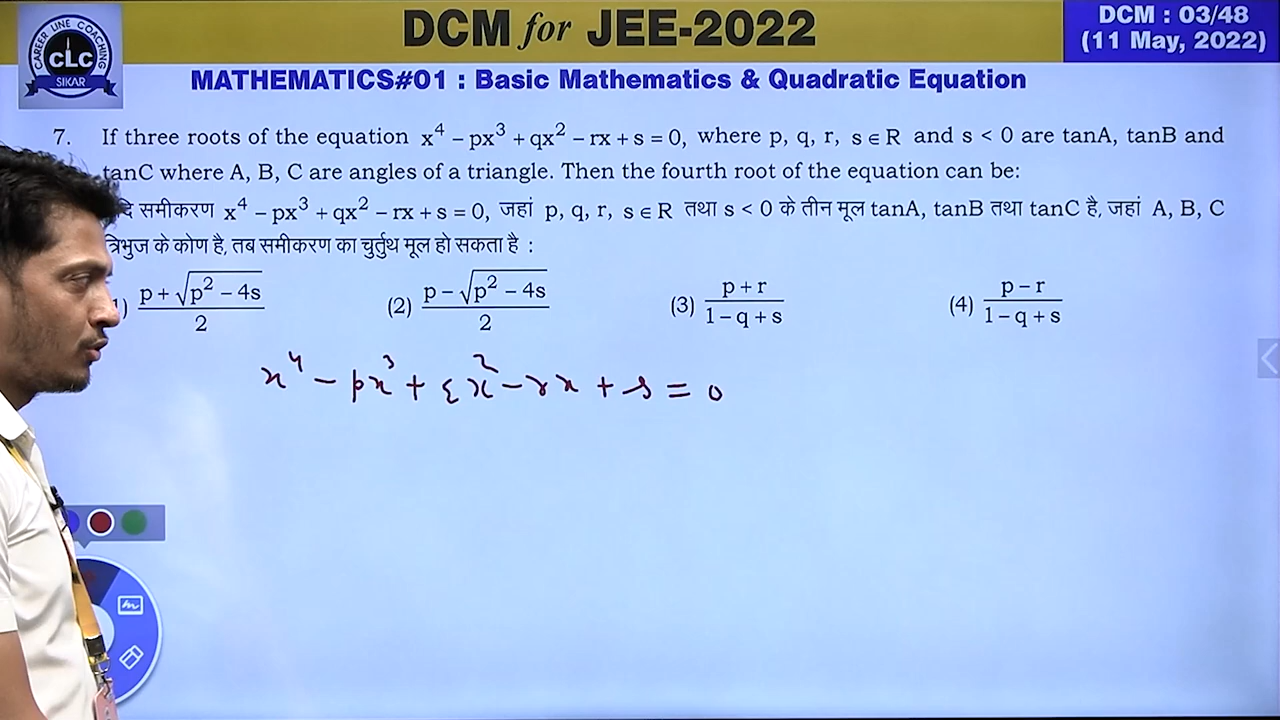 DCM for JEE-2022
DCM : 03/48
(11 May, 2022)
CAREER LINE COACHING
CLC
SIKAR
MATHEMATICS#01 : Basic Mathematics & Quadratic Equation
7. If three roots of the equation x⁴ – px³ + qx² – rx + s = 0, where p, q, r, s ∈ R and s < 0 are tanA, tanB and
tanC where A, B, C are angles of a triangle. Then the fourth root of the equation can be:
समीकरण x⁴ – px³ + qx² – rx + s = 0, जहां p, q, r, s ∈ R तथा s < 0 के तीन मूल tanA, tanB तथा tanC है, जहां A, B, C
त्रिभुज के कोण है, तब समीकरण का चुर्तुथ मूल हो सकता है :
) (p + √(p² – 4s))/2 (2) (p – √(p² – 4s))/2 (3) (p + r)/(1 – q + s) (4) (p – r)/(1 – q + s)
x⁴ – px³ + qx² – rx + s = 0